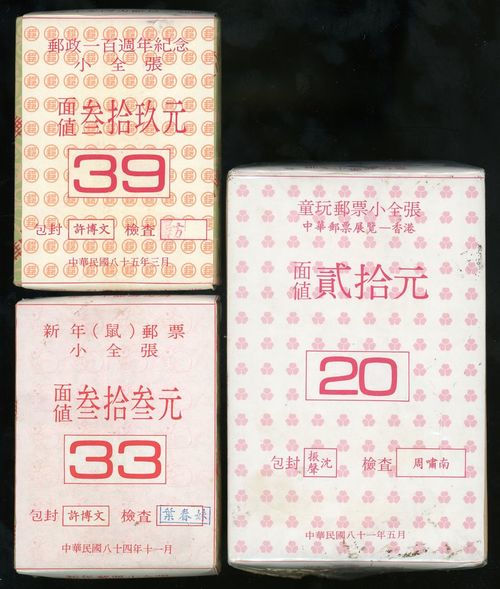 郵政一百週年紀念
小全張
面值 叁拾玖元
39
包封 許博文 檢查 方
中華民國八十五年三月
新年(鼠)郵票
小全張
面值 叁拾叁元
33
包封 許博文 檢查 葉春
中華民國八十四年十一月
童玩郵票小全張
中華郵票展覽—香港
面值 貳拾元
20
包封 沈振聲 檢查 周嘯南
中華民國八十一年五月